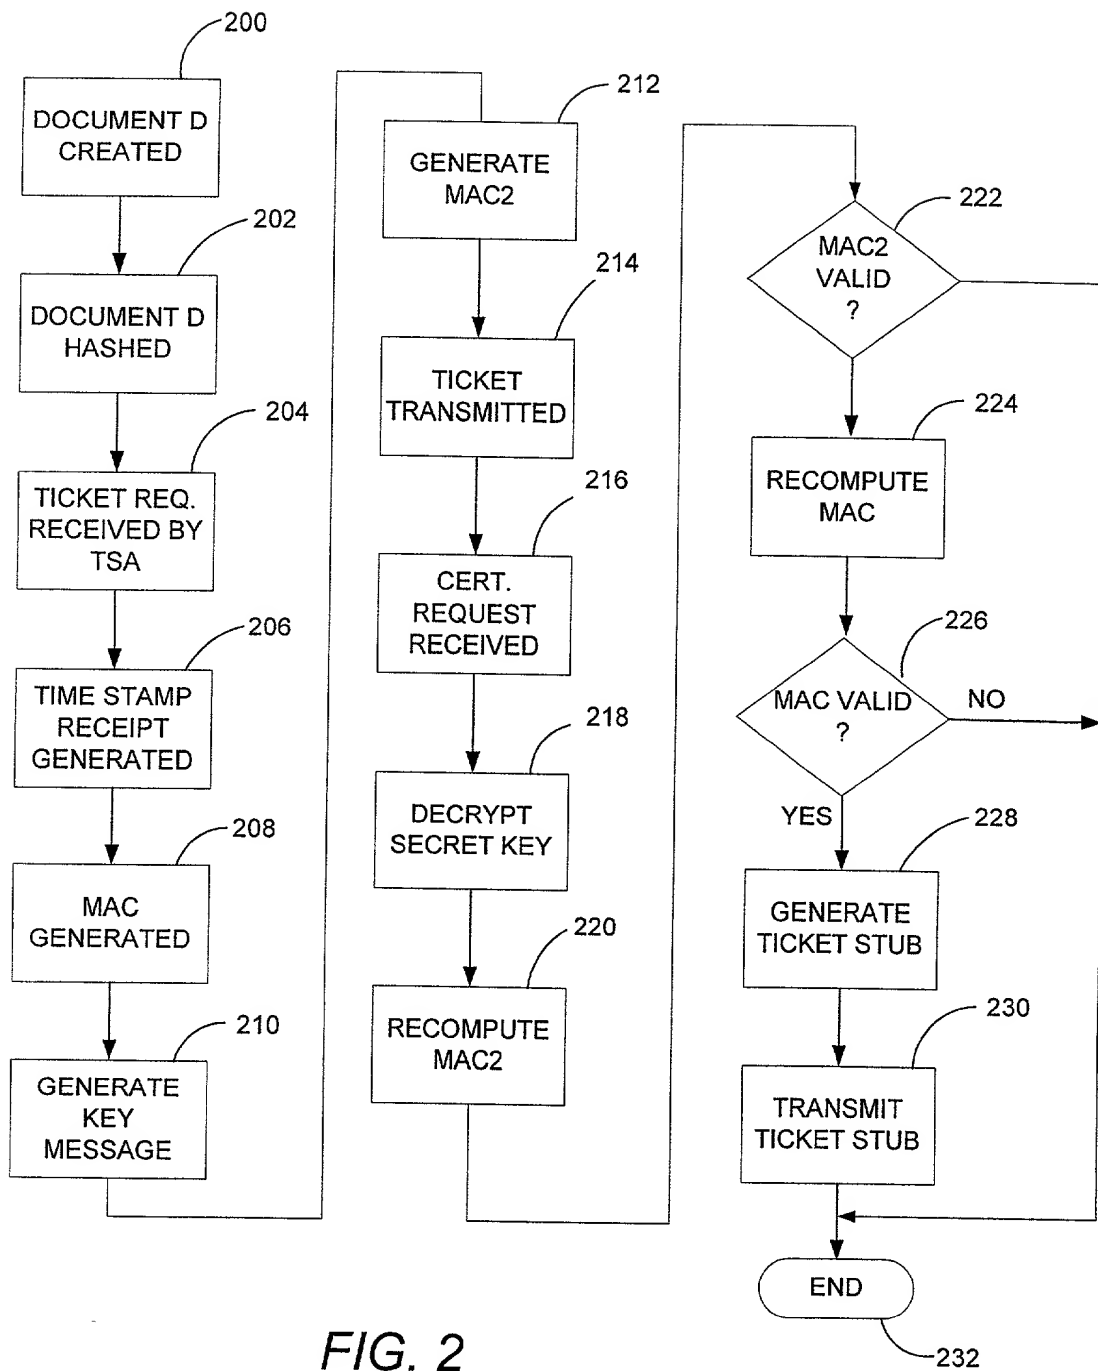 200
DOCUMENT D
CREATED
202
DOCUMENT D
HASHED
204
TICKET REQ.
RECEIVED BY
TSA
206
TIME STAMP
RECEIPT
GENERATED
208
MAC
GENERATED
210
GENERATE
KEY
MESSAGE
212
GENERATE
MAC2
214
TICKET
TRANSMITTED
216
CERT.
REQUEST
RECEIVED
218
DECRYPT
SECRET KEY
220
RECOMPUTE
MAC2
222
MAC2
VALID
?
224
RECOMPUTE
MAC
226
MAC VALID
?
NO
YES
228
GENERATE
TICKET STUB
230
TRANSMIT
TICKET STUB
END
232
FIG. 2